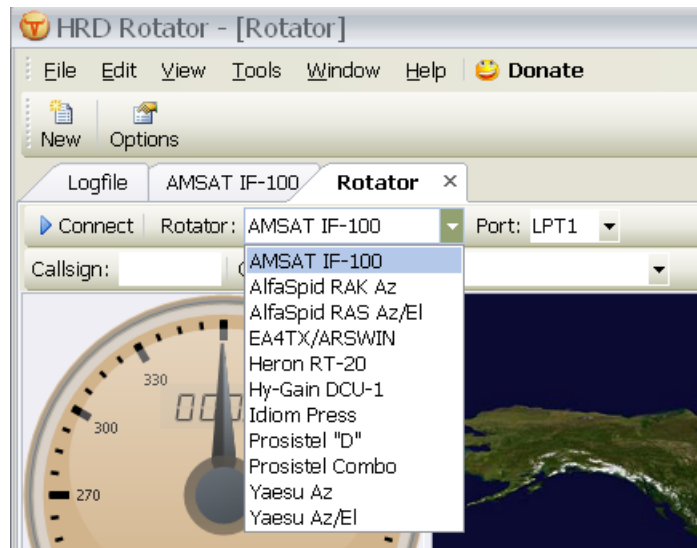 HRD Rotator - [Rotator]
File Edit View Tools Window Help Donate
New Options
Logfile AMSAT IF-100 Rotator ×
Connect Rotator: AMSAT IF-100 Port: LPT1
Callsign:
AMSAT IF-100
AlfaSpid RAK Az
AlfaSpid RAS Az/El
EA4TX/ARSWIN
Heron RT-20
Hy-Gain DCU-1
Idiom Press
Prosistel "D"
Prosistel Combo
Yaesu Az
Yaesu Az/El
330
300
270